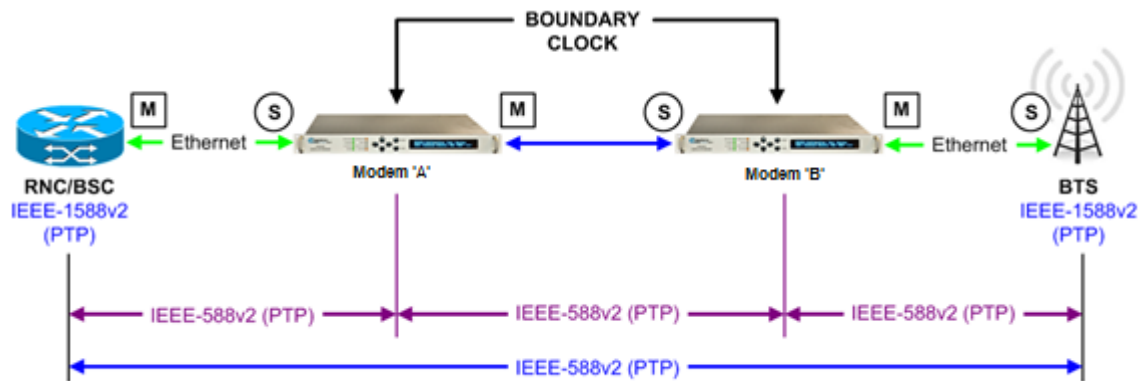 BOUNDARY
CLOCK
M
S
M
S
M
S
Ethernet
Ethernet
Modem "A"
Modem "B"
RNC/BSC
IEEE-1588v2
(PTP)
BTS
IEEE-1588v2
(PTP)
IEEE-588v2 (PTP)
IEEE-588v2 (PTP)
IEEE-588v2 (PTP)
IEEE-588v2 (PTP)